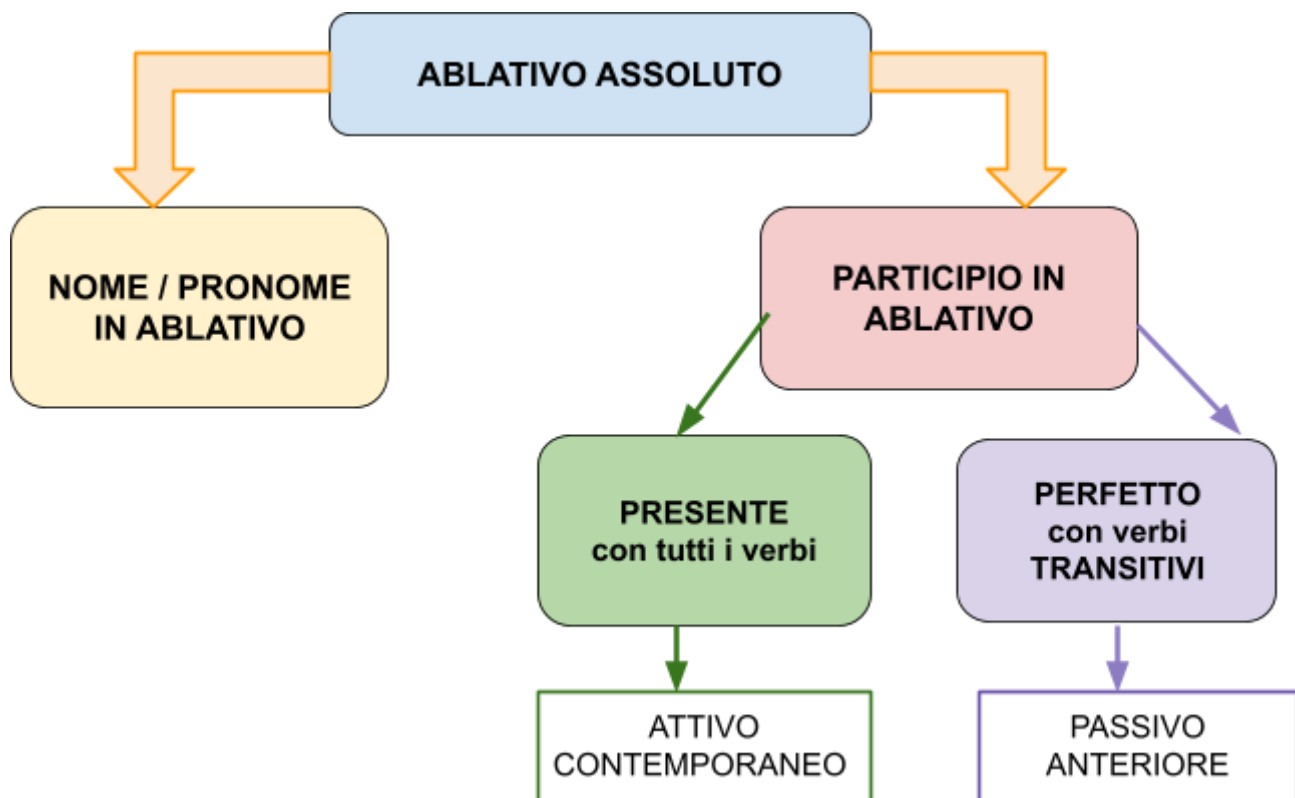 ABLATIVO ASSOLUTO
NOME / PRONOME
IN ABLATIVO
PARTICIPIO IN
ABLATIVO
PRESENTE
con tutti i verbi
PERFETTO
con verbi
TRANSITIVI
ATTIVO
CONTEMPORANEO
PASSIVO
ANTERIORE